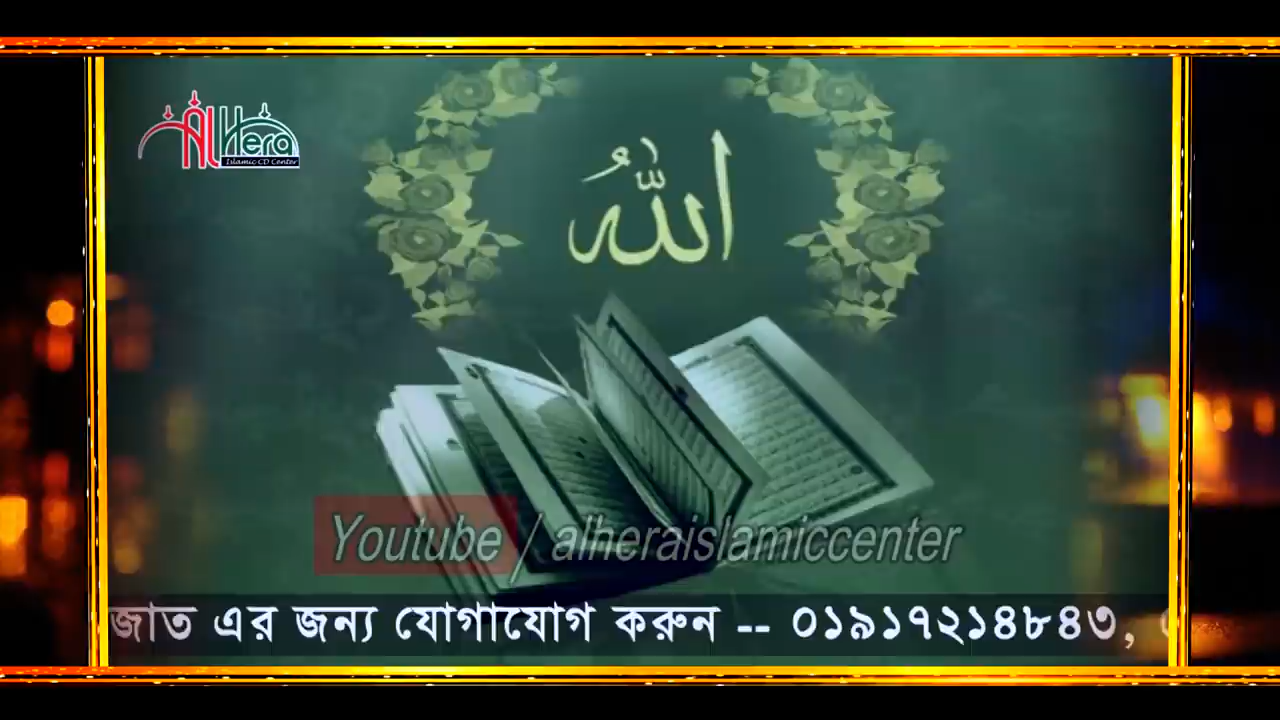 AlHera
Islamic CD Center
اللهُ
Youtube / alheraislamiccenter
জাত এর জন্য যোগাযোগ করুন -- ০১৯১৭২১৪৮৪৩,